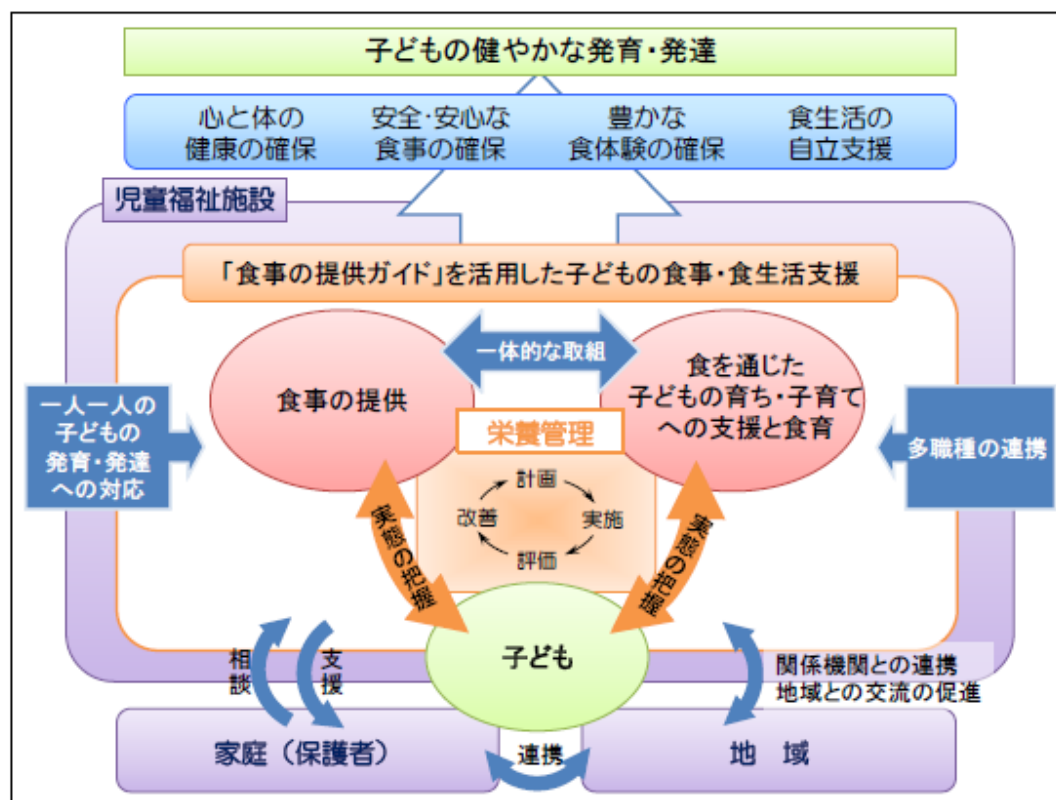 子どもの健やかな発育・発達
心と体の
健康の確保
安全・安心な
食事の確保
豊かな
食体験の確保
食生活の
自立支援
児童福祉施設
「食事の提供ガイド」を活用した子どもの食事・食生活支援
一体的な取組
食事の提供
食を通じた
子どもの育ち・子育て
への支援と食育
一人一人の
子どもの
発育・発達
への対応
栄養管理
多職種の連携
計画
改善
実施
評価
実態の把握
実態の把握
子ども
相談
支援
関係機関との連携
地域との交流の促進
家庭（保護者）
連携
地　域